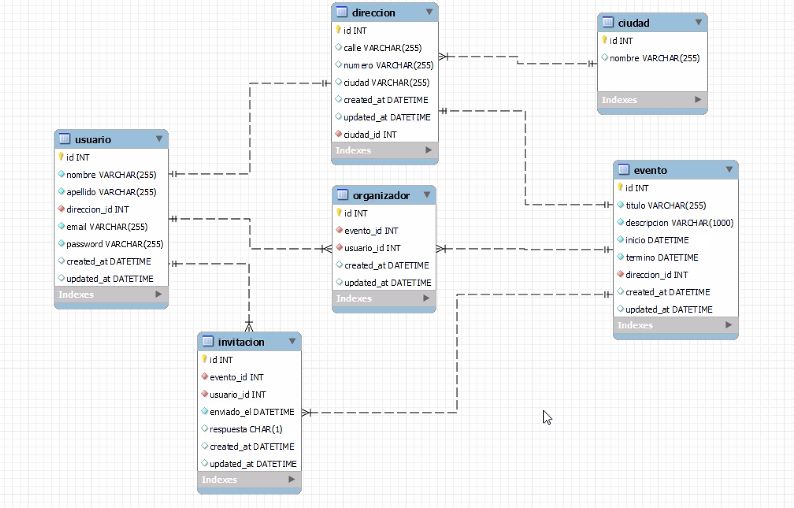 direccion
id INT
calle VARCHAR(255)
numero VARCHAR(255)
ciudad VARCHAR(255)
created_at DATETIME
updated_at DATETIME
ciudad_id INT
Indexes
ciudad
id INT
nombre VARCHAR(255)
Indexes
usuario
id INT
nombre VARCHAR(255)
apellido VARCHAR(255)
direccion_id INT
email VARCHAR(255)
password VARCHAR(255)
created_at DATETIME
updated_at DATETIME
Indexes
organizador
id INT
evento_id INT
usuario_id INT
created_at DATETIME
updated_at DATETIME
Indexes
evento
id INT
titulo VARCHAR(255)
descripcion VARCHAR(1000)
inicio DATETIME
termino DATETIME
direccion_id INT
created_at DATETIME
updated_at DATETIME
Indexes
invitacion
id INT
evento_id INT
usuario_id INT
enviado_el DATETIME
respuesta CHAR(1)
created_at DATETIME
updated_at DATETIME
Indexes